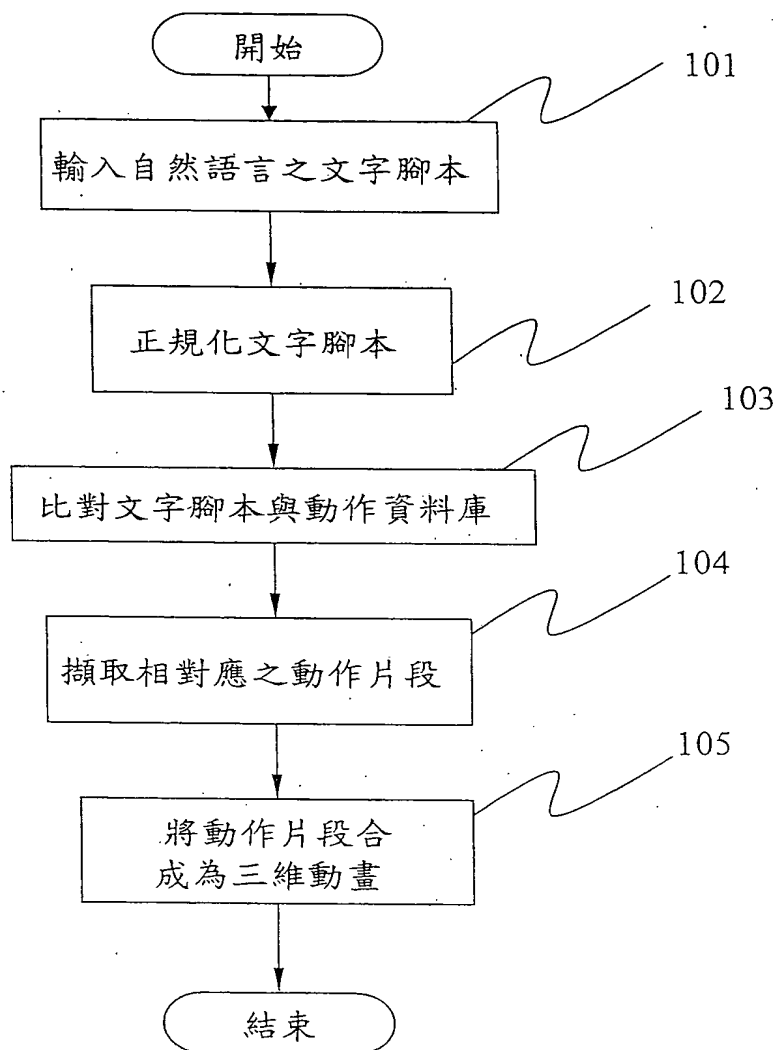 開始
101
輸入自然語言之文字腳本
102
正規化文字腳本
103
比對文字腳本與動作資料庫
104
擷取相對應之動作片段
105
將動作片段合
成為三維動畫
結束